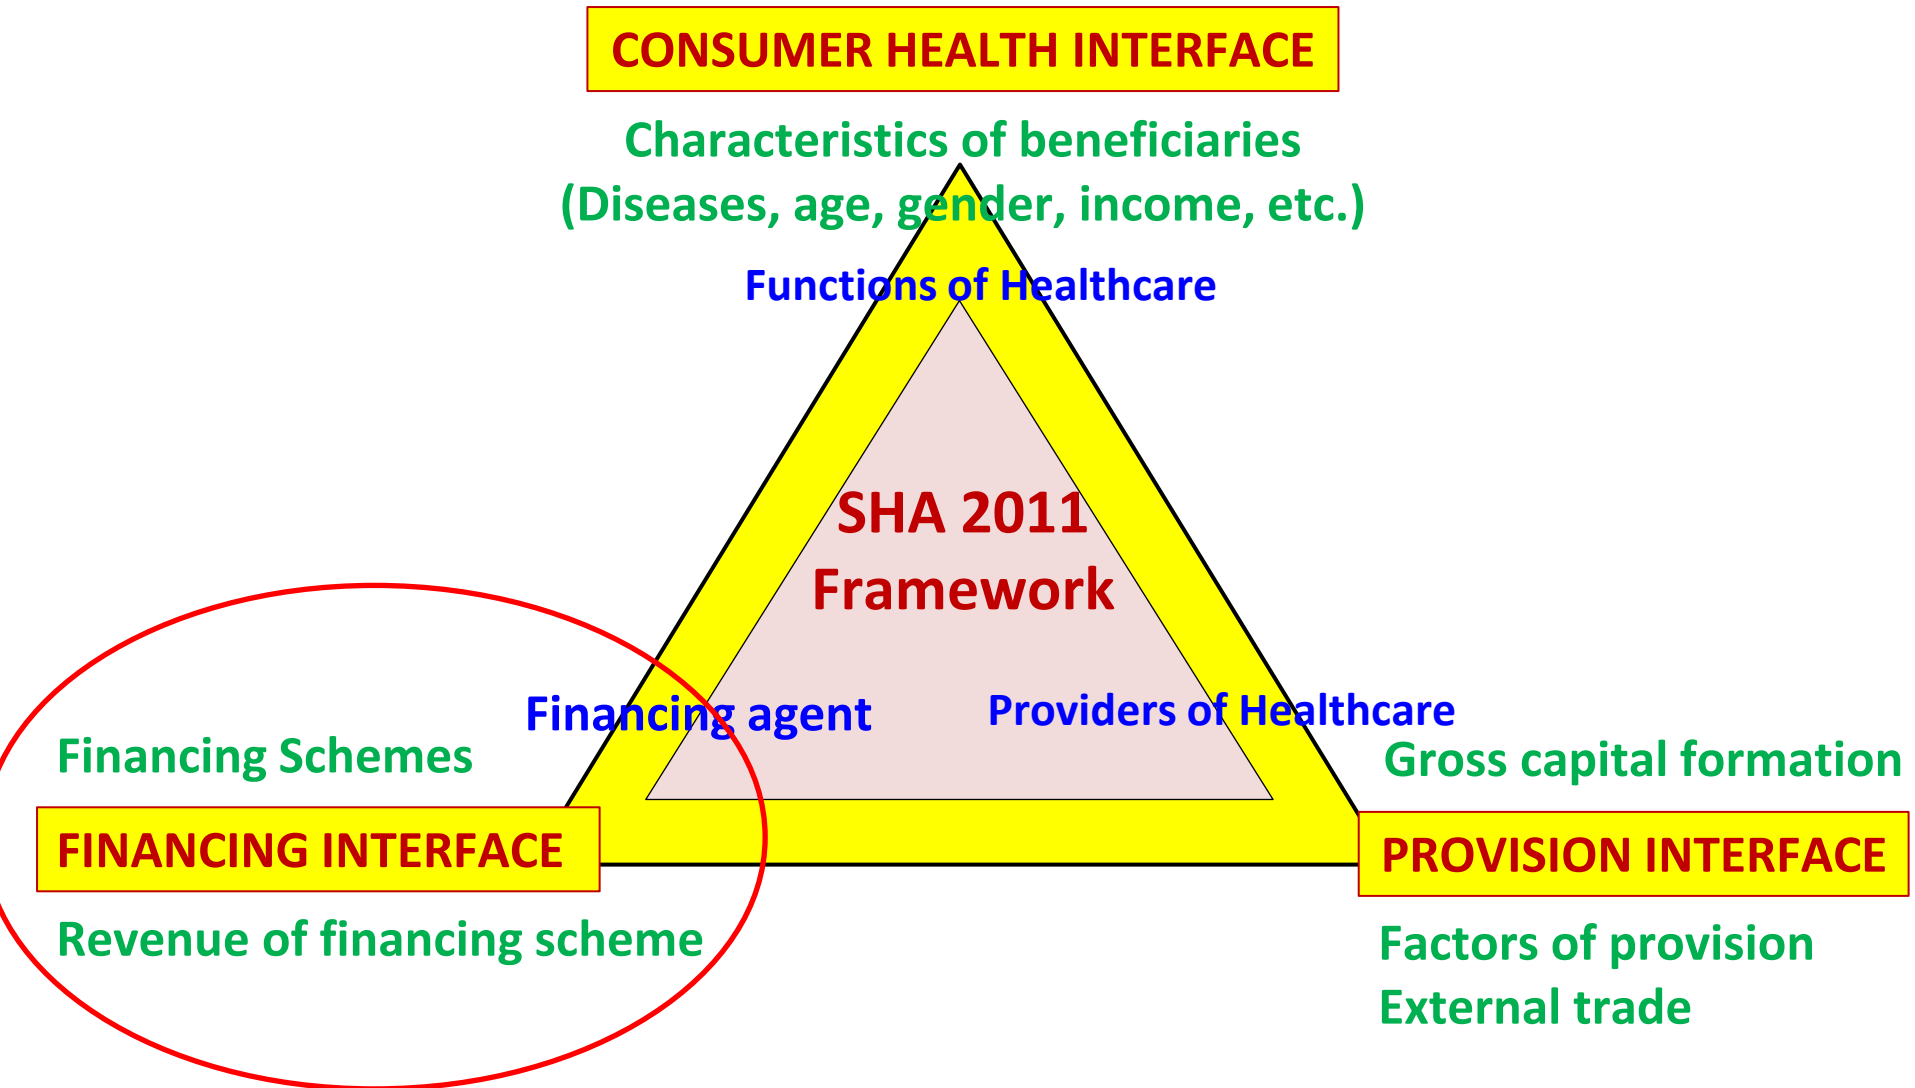 CONSUMER HEALTH INTERFACE
Characteristics of beneficiaries
(Diseases, age, gender, income, etc.)
Functions of Healthcare
SHA 2011
Framework
Financing agent
Providers of Healthcare
Financing Schemes
Gross capital formation
FINANCING INTERFACE
PROVISION INTERFACE
Revenue of financing scheme
Factors of provision
External trade